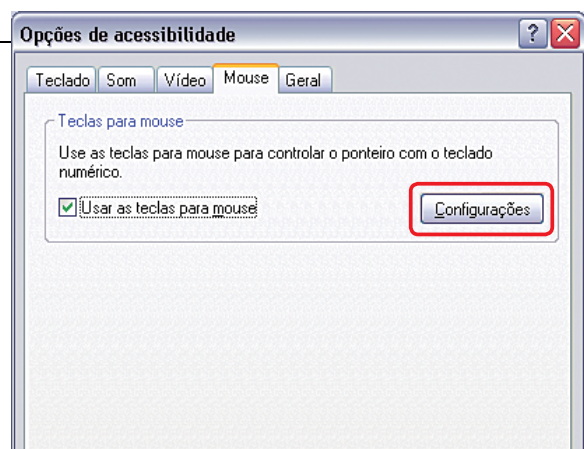 Opções de acessibilidade
?
Teclado Som Vídeo Mouse Geral
Teclas para mouse
Use as teclas para mouse para controlar o ponteiro com o teclado
numérico.
Usar as teclas para mouse
Configurações